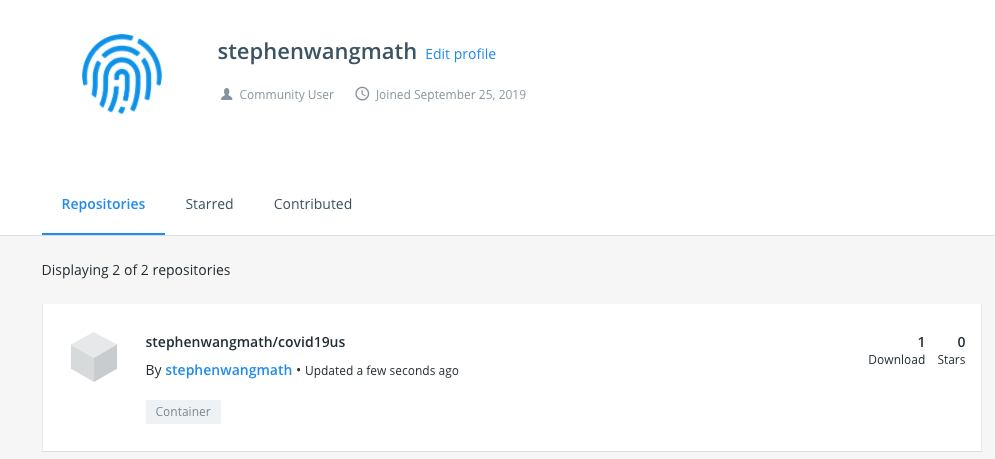 stephenwangmath Edit profile
Community User Joined September 25, 2019
Repositories Starred Contributed
Displaying 2 of 2 repositories
stephenwangmath/covid19us 1 0
By stephenwangmath • Updated a few seconds ago Download Stars
Container